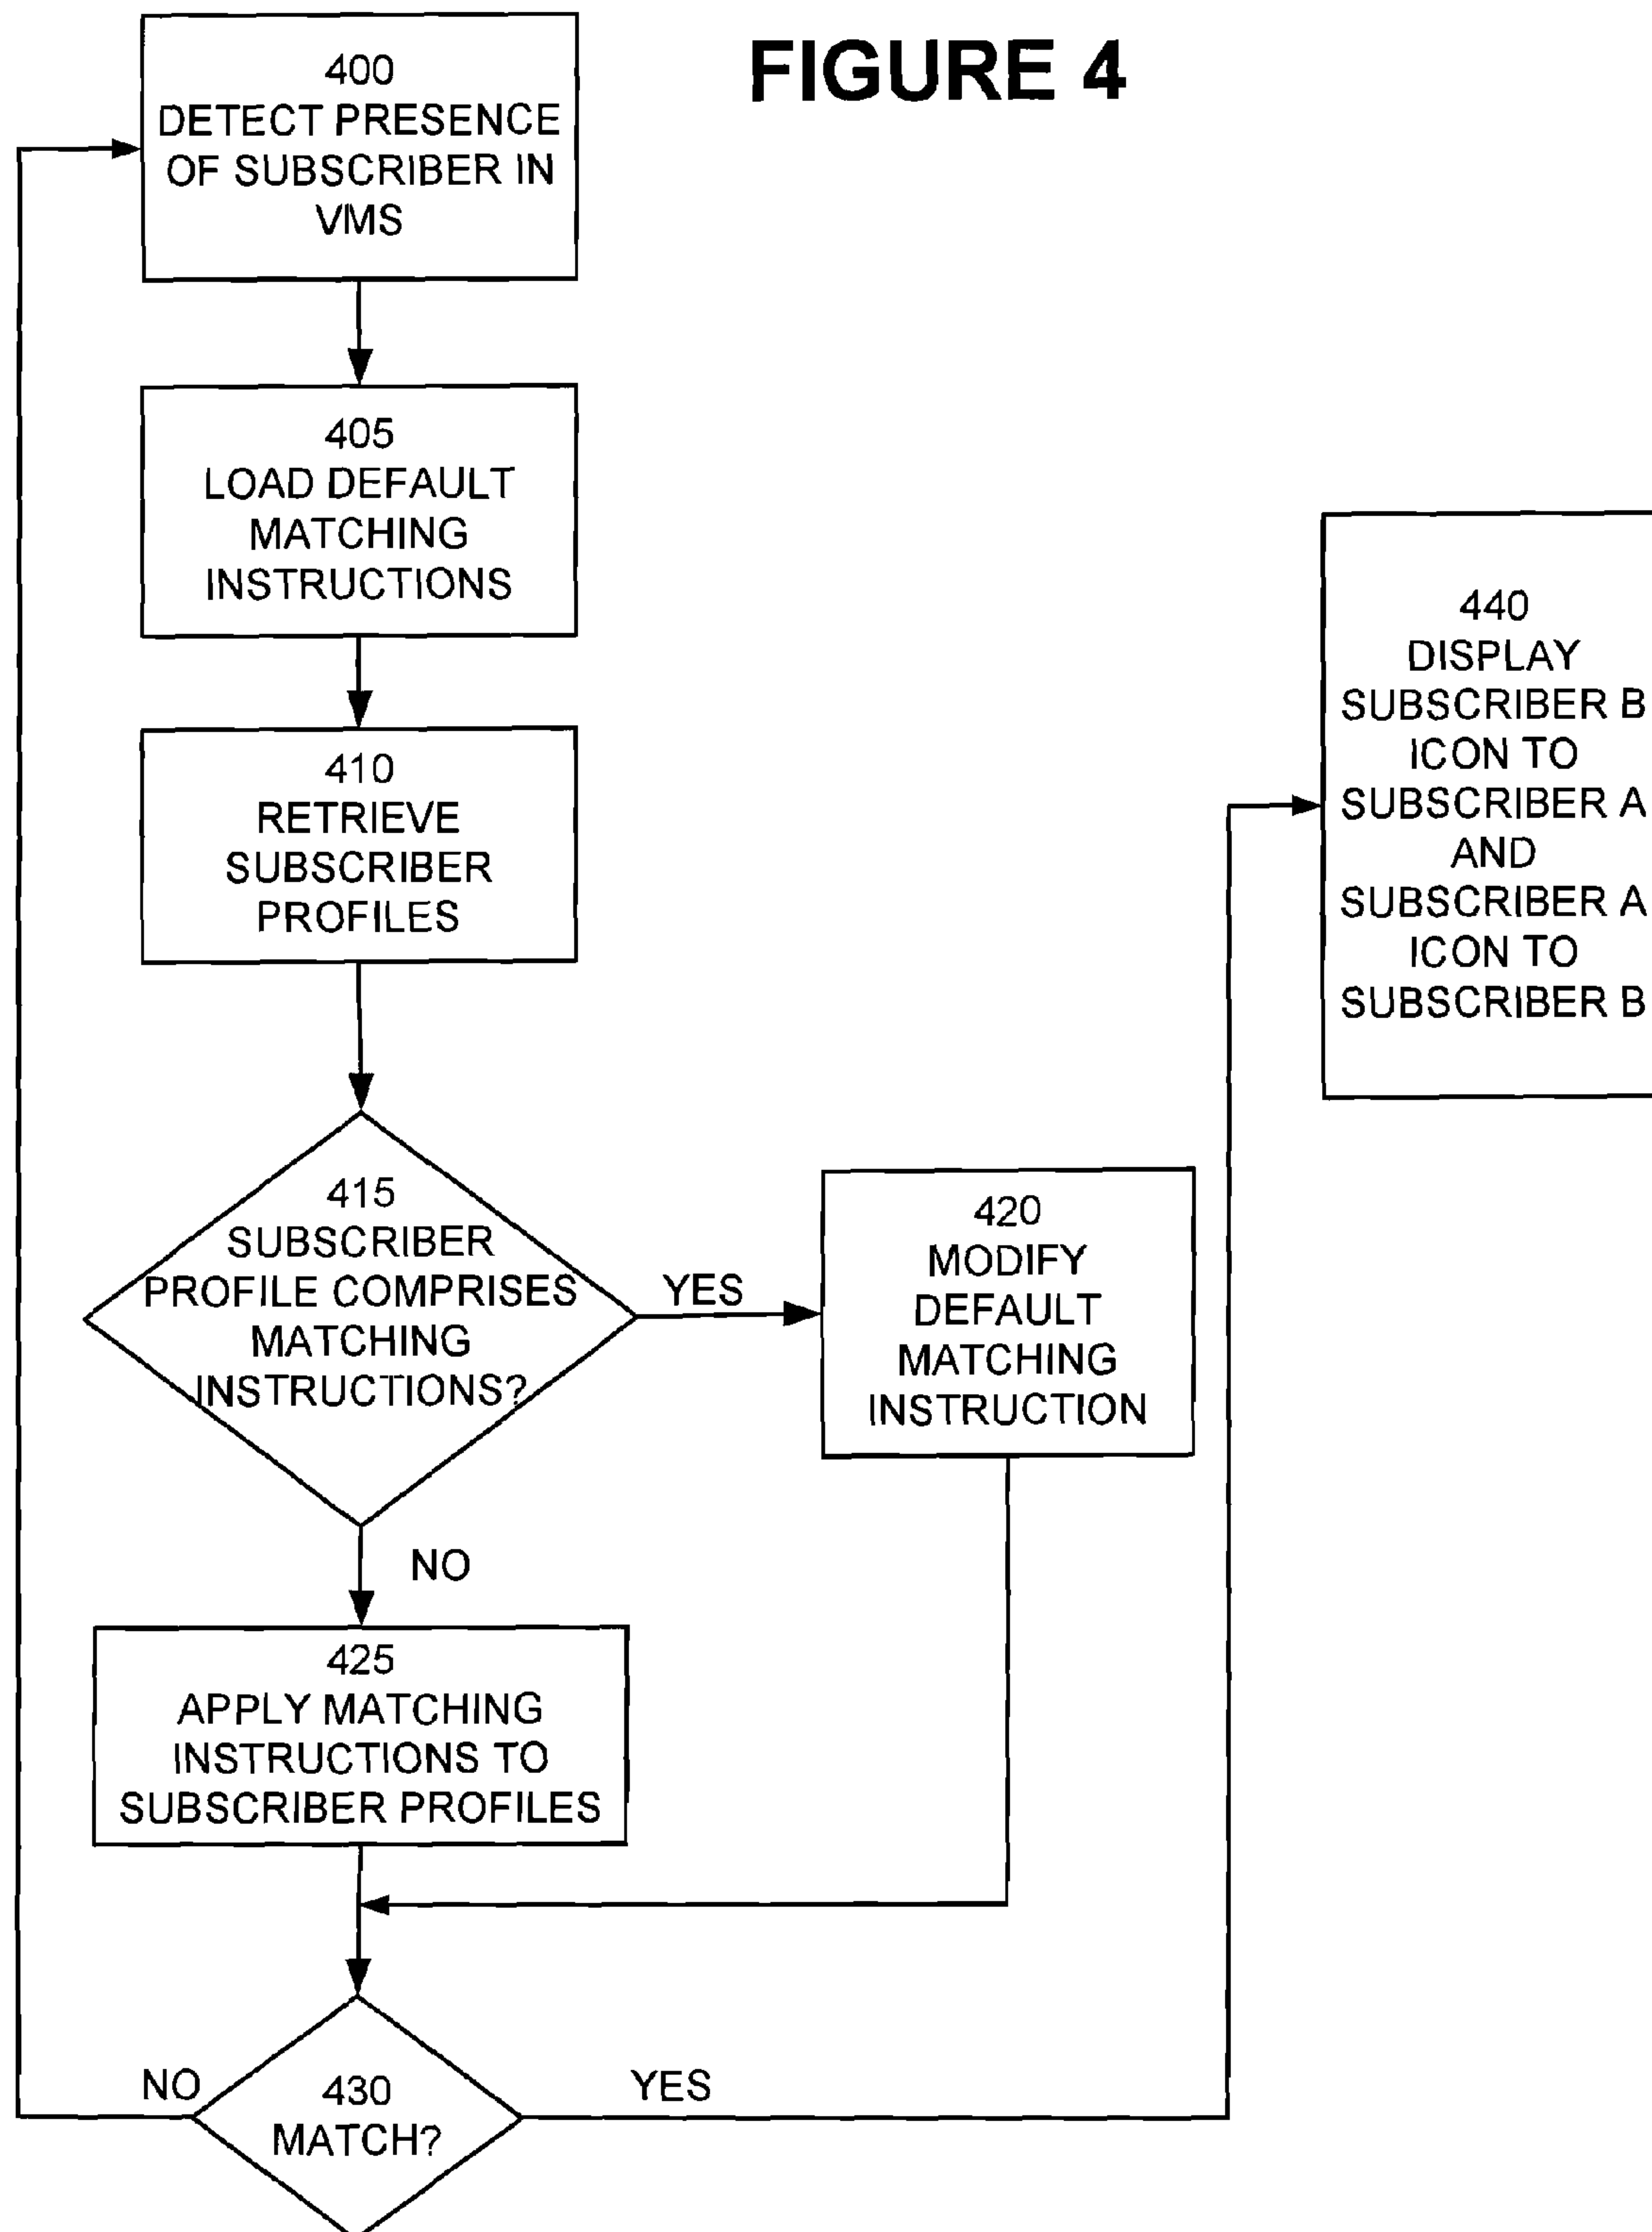 FIGURE 4
400
DETECT PRESENCE
OF SUBSCRIBER IN
VMS
405
LOAD DEFAULT
MATCHING
INSTRUCTIONS
410
RETRIEVE
SUBSCRIBER
PROFILES
415
SUBSCRIBER
PROFILE COMPRISES
MATCHING
INSTRUCTIONS?
YES
420
MODIFY
DEFAULT
MATCHING
INSTRUCTION
NO
425
APPLY MATCHING
INSTRUCTIONS TO
SUBSCRIBER PROFILES
NO
430
MATCH?
YES
440
DISPLAY
SUBSCRIBER B
ICON TO
SUBSCRIBER A
AND
SUBSCRIBER A
ICON TO
SUBSCRIBER B